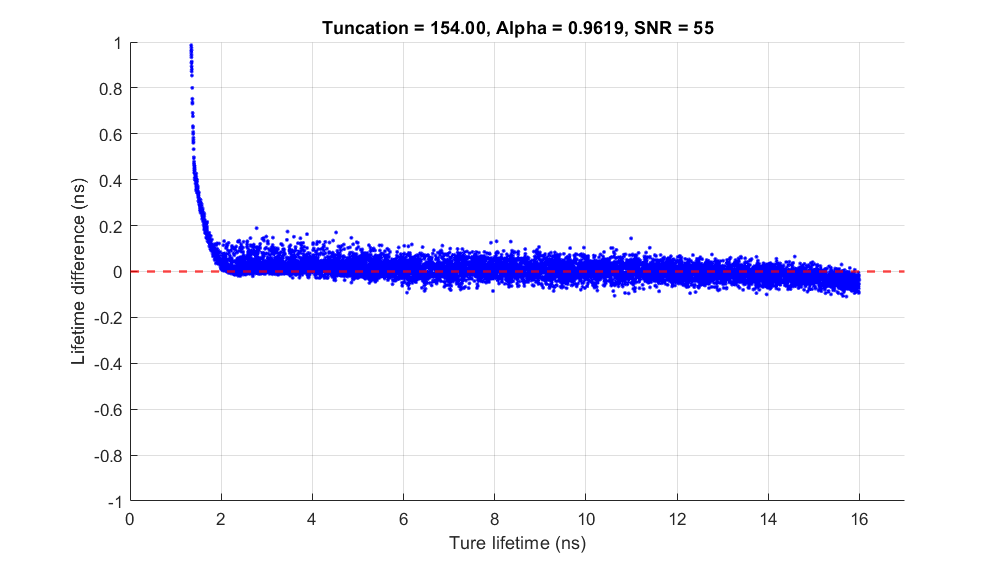 Tuncation = 154.00, Alpha = 0.9619, SNR = 55
1
0.8
0.6
0.4
0.2
0
-0.2
-0.4
-0.6
-0.8
-1
Lifetime difference (ns)
0 2 4 6 8 10 12 14 16
Ture lifetime (ns)